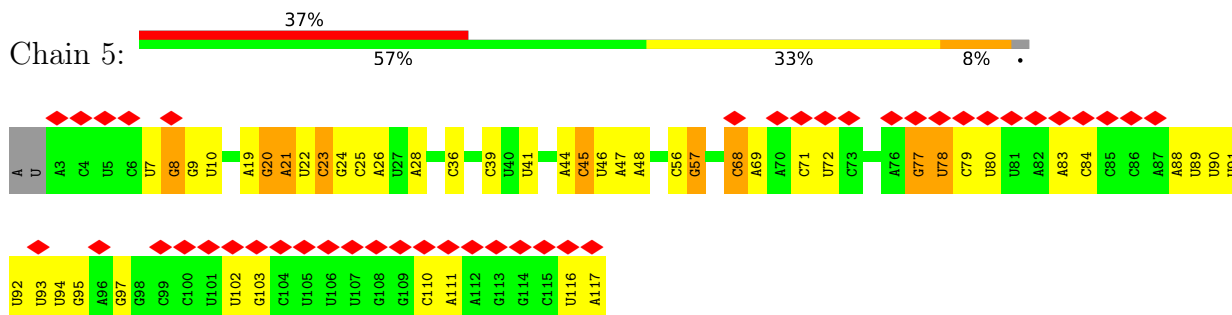 37%
Chain 5:
57% 33% 8% •
A U A3 C4 U5 C6 U7 G8 G9 U10 A19 G20 A21 U22 C23 G24 C25 A26 U27 A28 C36 C39 U40 U41 A44 C45 U46 A47 A48 C56 G57 C68 A69 A70 C71 U72 C73 A76 G77 U78 C79 U80 U81 A82 A83 C84 C85 C86 A87 A88 U89 U90 U91
U92 U93 U94 G95 A96 G97 G98 C99 C100 U101 U102 G103 C104 U105 U106 U107 G108 G109 C110 A111 A112 G113 G114 C115 U116 A117